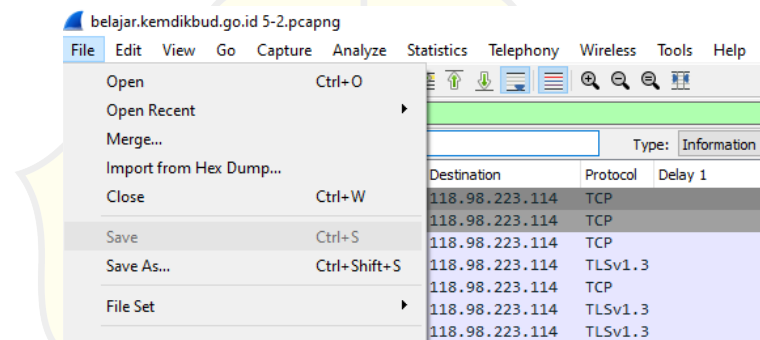 belajar.kemdikbud.go.id 5-2.pcapng
File Edit View Go Capture Analyze Statistics Telephony Wireless Tools Help
Open Ctrl+O
Open Recent
Merge... Type: Information
Import from Hex Dump... Destination Protocol Delay 1
Close Ctrl+W 118.98.223.114 TCP
118.98.223.114 TCP
Save Ctrl+S 118.98.223.114 TCP
Save As... Ctrl+Shift+S 118.98.223.114 TLSv1.3
118.98.223.114 TCP
File Set 118.98.223.114 TLSv1.3
118.98.223.114 TLSv1.3